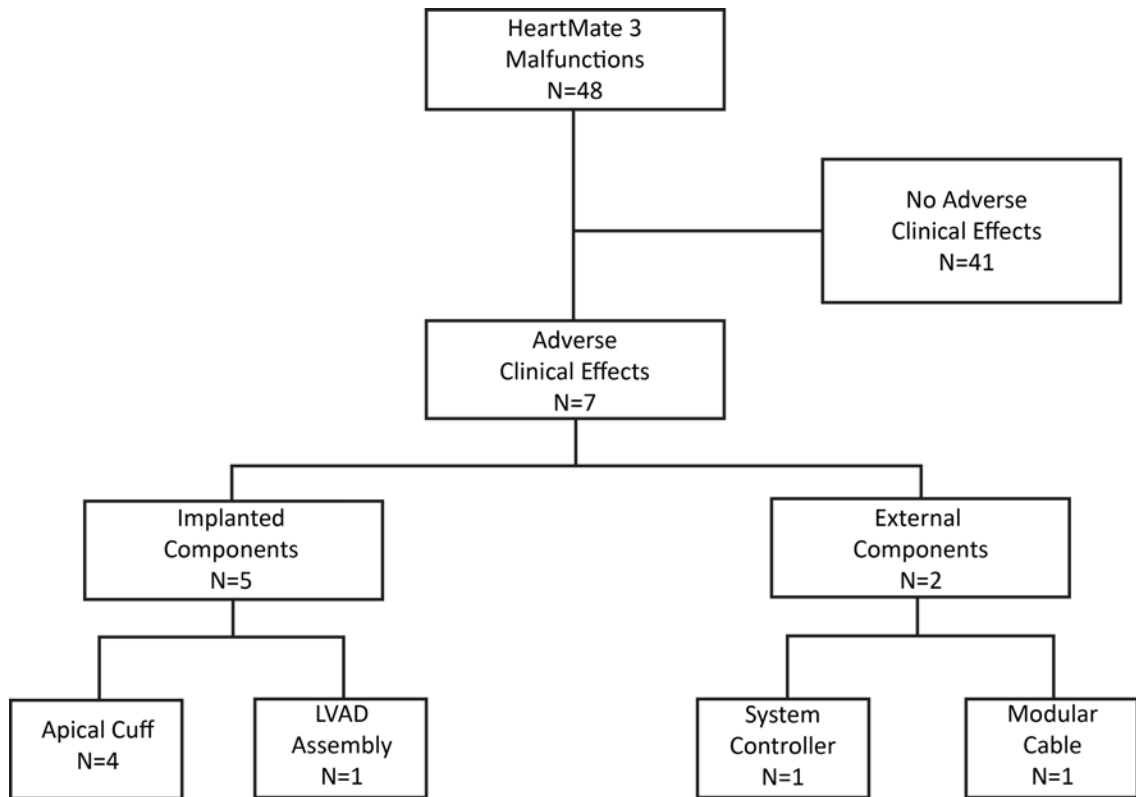 HeartMate 3
Malfunctions
N=48
No Adverse
Clinical Effects
N=41
Adverse
Clinical Effects
N=7
Implanted
Components
N=5
External
Components
N=2
Apical Cuff
N=4
LVAD
Assembly
N=1
System
Controller
N=1
Modular
Cable
N=1